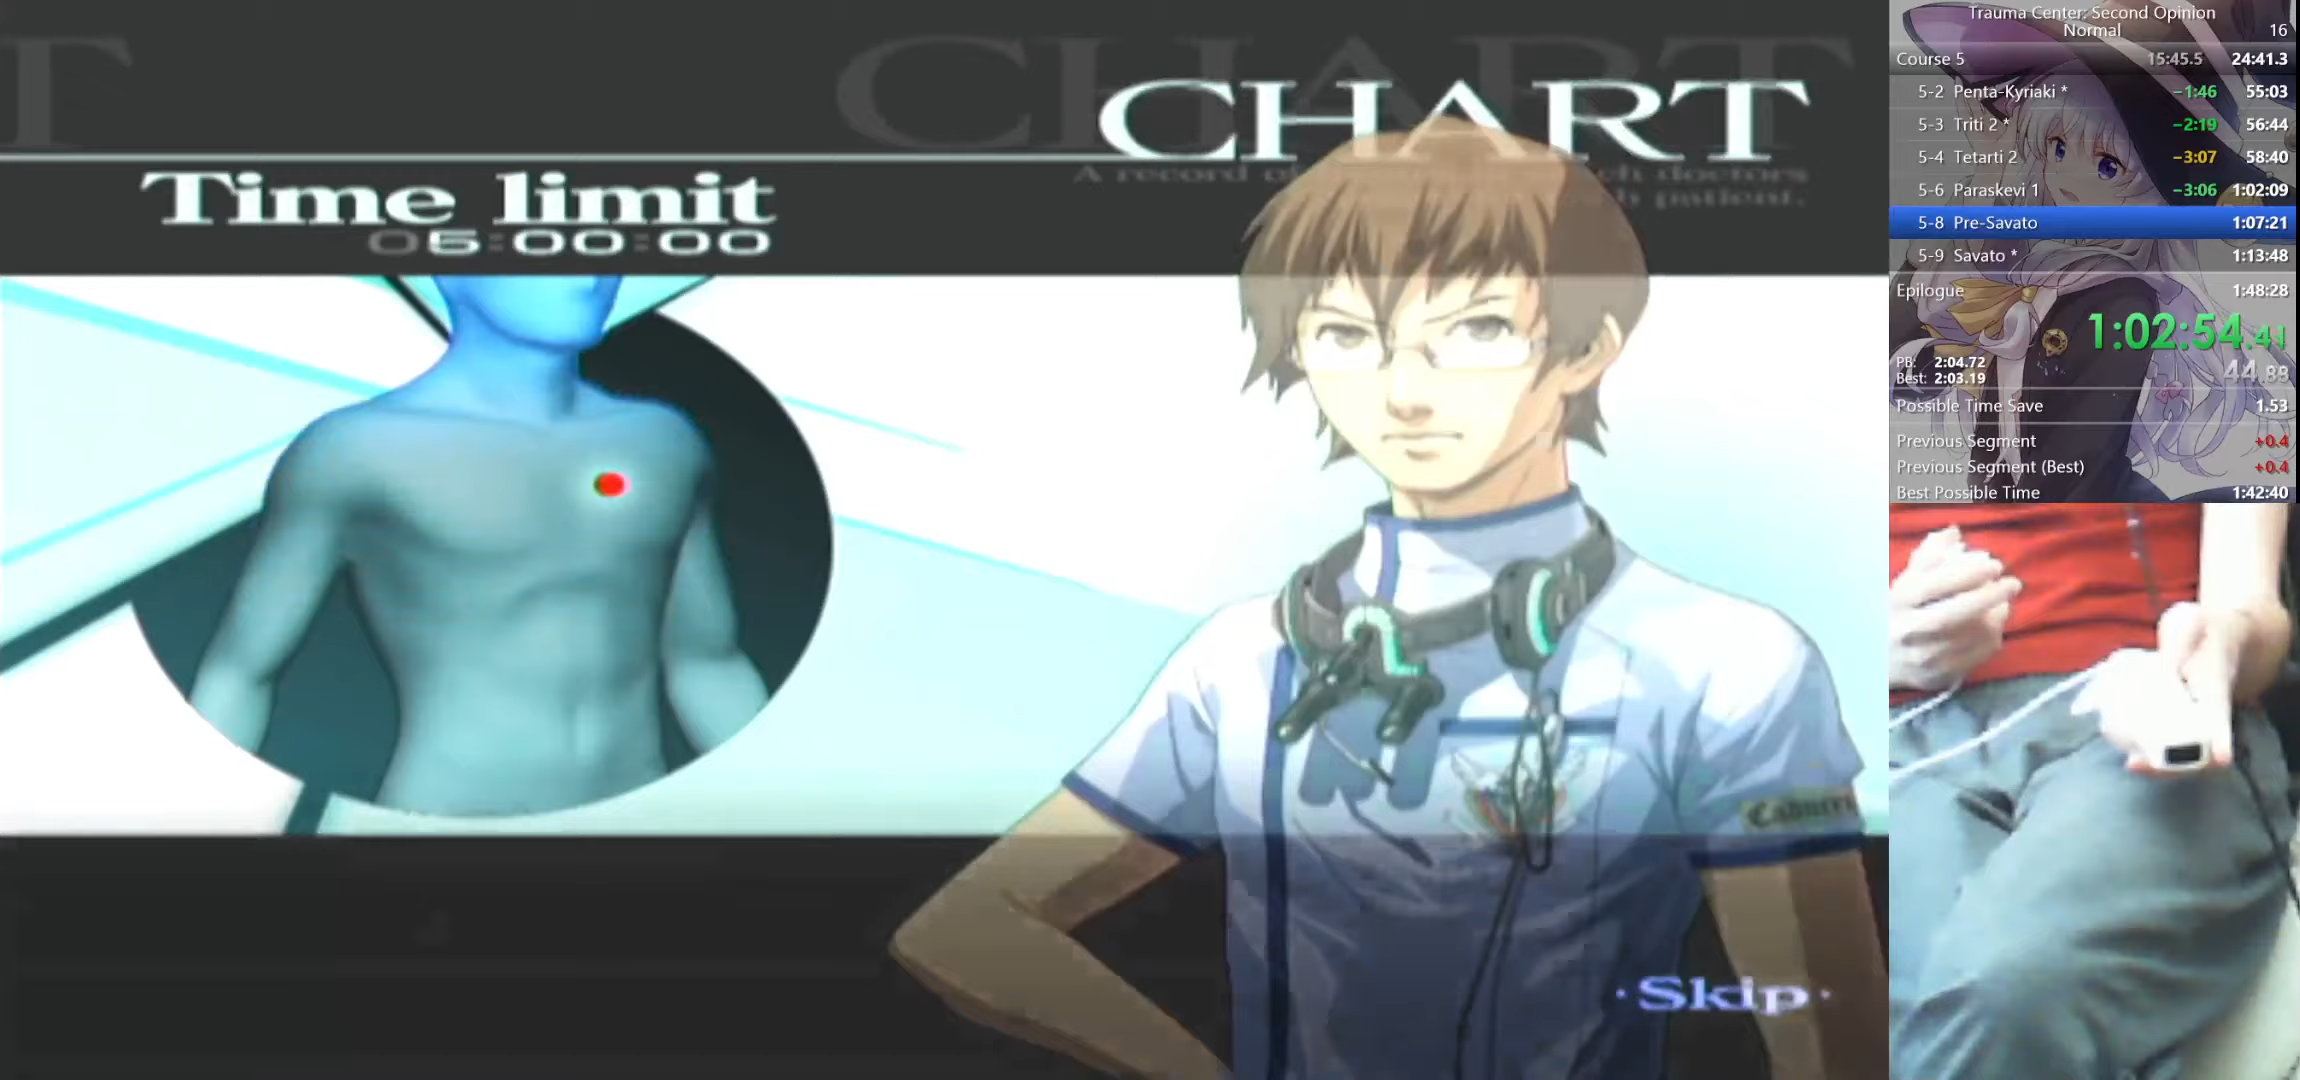 CHART
Time limit
05:00:00
Skip
Trauma Center: Second Opinion
Normal
16
Course 5 15:45.5 24:41.3
5-2 Penta-Kyriaki * −1:46 55:03
5-3 Triti 2 * −2:19 56:44
5-4 Tetarti 2 −3:07 58:40
5-6 Paraskevi 1 −3:06 1:02:09
5-8 Pre-Savato 1:07:21
5-9 Savato * 1:13:48
Epilogue 1:48:28
1:02:54.41
PB: 2:04.72
Best: 2:03.19
44.88
Possible Time Save 1.53
Previous Segment +0.4
Previous Segment (Best) +0.4
Best Possible Time 1:42:40